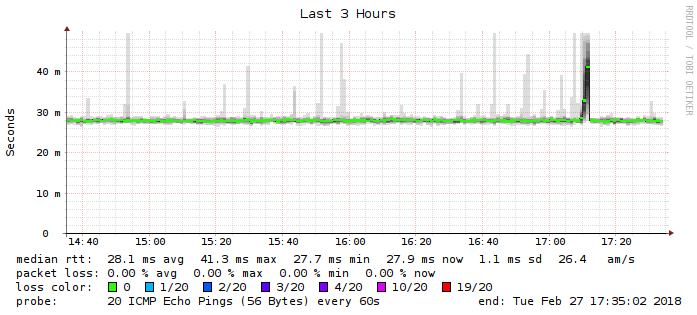 Last 3 Hours
RRDTOOL / TOBI OETIKER
Seconds
40 m
30 m
20 m
10 m
0
14:40 15:00 15:20 15:40 16:00 16:20 16:40 17:00 17:20
median rtt: 28.1 ms avg 41.3 ms max 27.7 ms min 27.9 ms now 1.1 ms sd 26.4 am/s
packet loss: 0.00 % avg 0.00 % max 0.00 % min 0.00 % now
loss color: 0 1/20 2/20 3/20 4/20 10/20 19/20
probe: 20 ICMP Echo Pings (56 Bytes) every 60s end: Tue Feb 27 17:35:02 2018